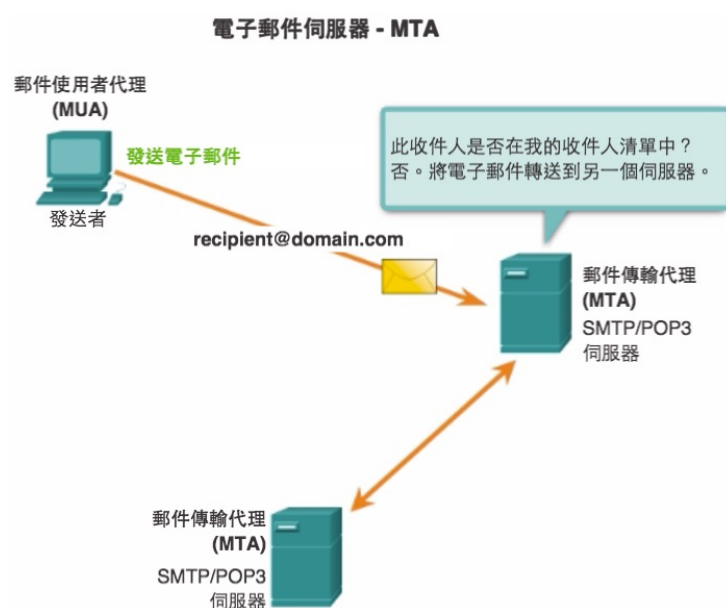 電子郵件伺服器 - MTA
郵件使用者代理
(MUA)
發送電子郵件
發送者
recipient@domain.com
此收件人是否在我的收件人清單中？
否。將電子郵件轉送到另一個伺服器。
郵件傳輸代理
(MTA)
SMTP/POP3
伺服器
郵件傳輸代理
(MTA)
SMTP/POP3
伺服器